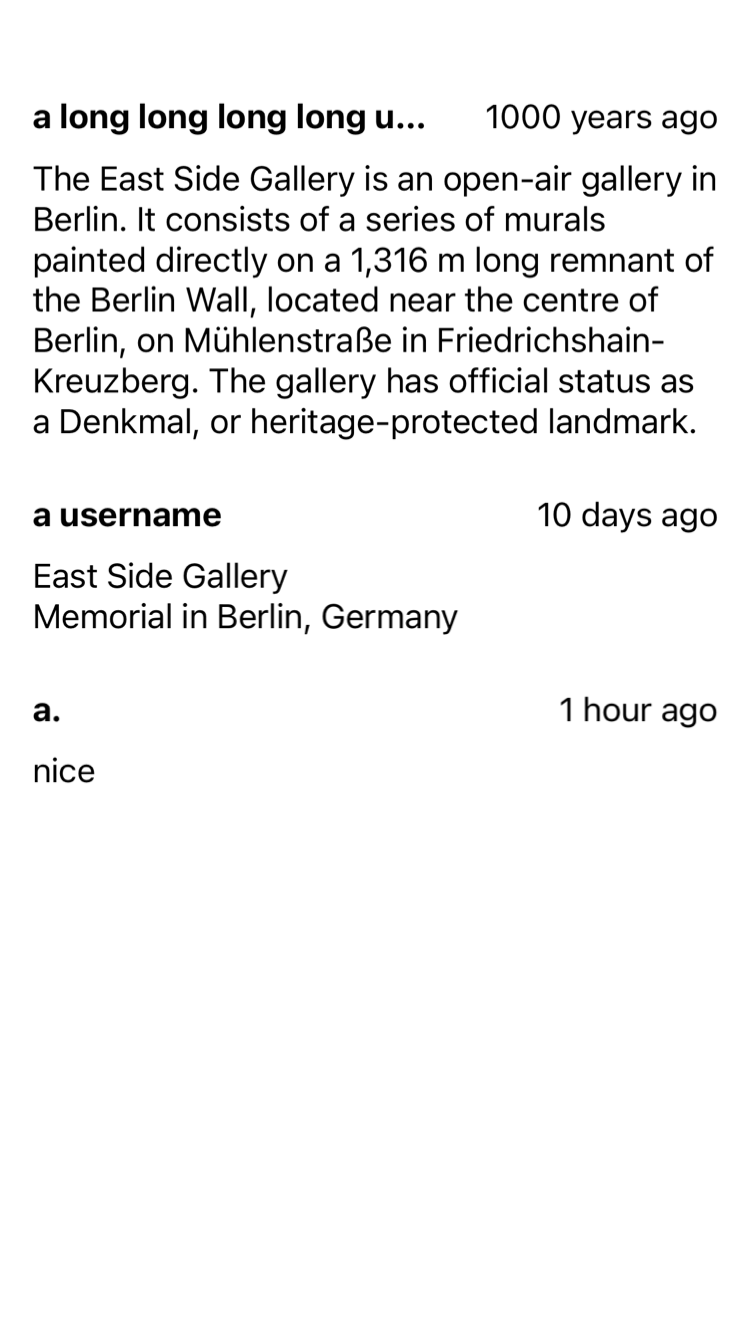 a long long long long u... 1000 years ago
The East Side Gallery is an open-air gallery in
Berlin. It consists of a series of murals
painted directly on a 1,316 m long remnant of
the Berlin Wall, located near the centre of
Berlin, on Mühlenstraße in Friedrichshain-
Kreuzberg. The gallery has official status as
a Denkmal, or heritage-protected landmark.
a username 10 days ago
East Side Gallery
Memorial in Berlin, Germany
a. 1 hour ago
nice